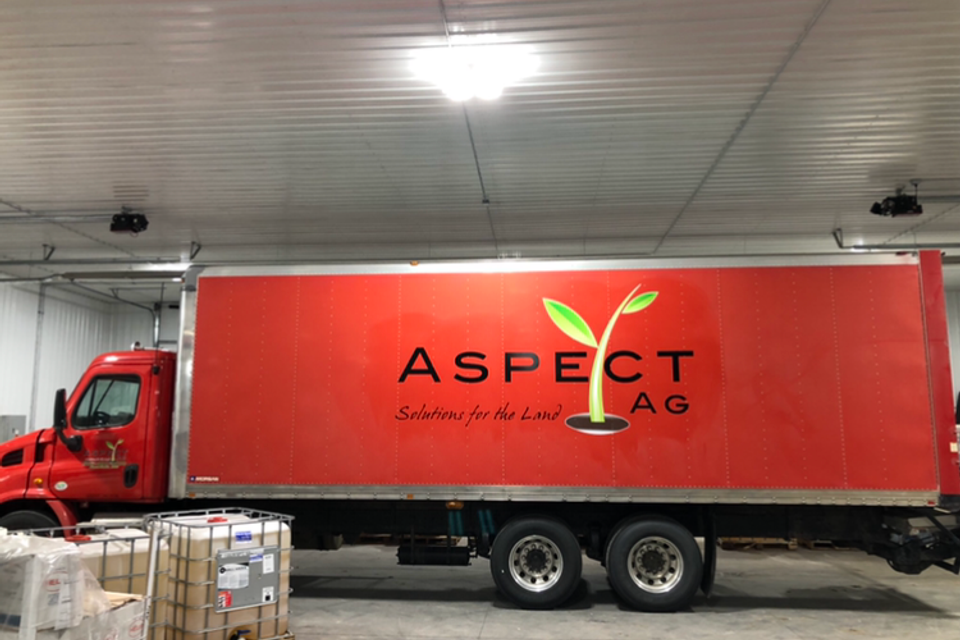 ASPECT
AG
Solutions for the Land